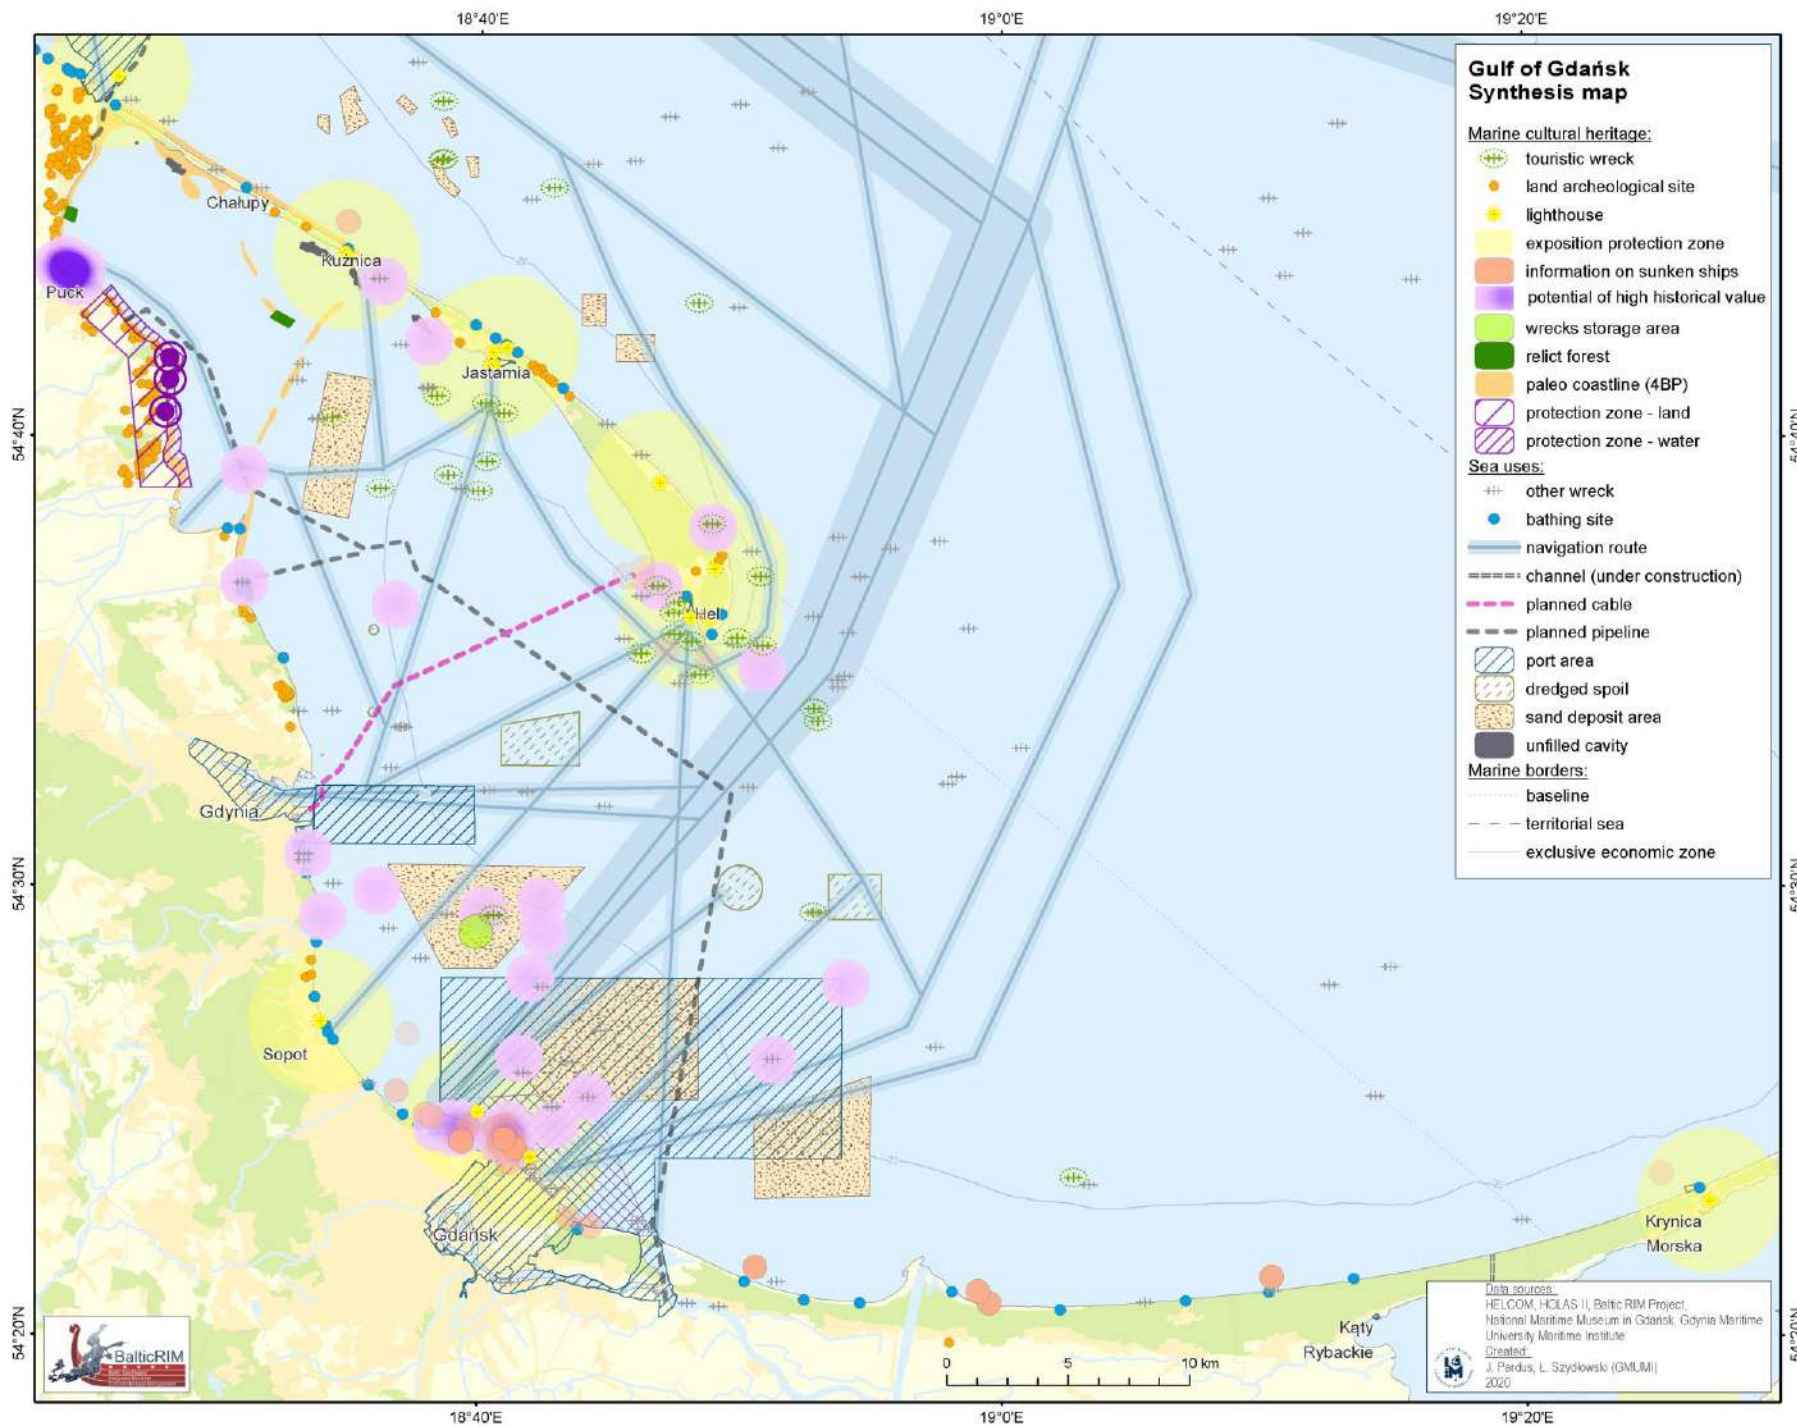 18°40'E
19°0'E
19°20'E
Gulf of Gdańsk
Synthesis map
Marine cultural heritage:
touristic wreck
land archeological site
lighthouse
exposition protection zone
information on sunken ships
potential of high historical value
wrecks storage area
relict forest
paleo coastline (4BP)
protection zone - land
protection zone - water
Sea uses:
other wreck
bathing site
navigation route
channel (under construction)
planned cable
planned pipeline
port area
dredged spoil
sand deposit area
unfilled cavity
Marine borders:
baseline
territorial sea
exclusive economic zone
Chałupy
Kuźnica
Puck
Jastarnia
54°40'N
54°40'N
Hel
Gdynia
54°30'N
54°30'N
Sopot
Gdańsk
Krynica
Morska
Kąty
Rybackie
54°20'N
54°20'N
BalticRIM
0 5 10 km
Data sources:
HELCOM, HOLAS II, Baltic RIM Project,
National Maritime Museum in Gdańsk, Gdynia Maritime
University Maritime Institute
Created:
J. Pardus, Ł. Szydłowski (GMUMI)
2020
18°40'E
19°0'E
19°20'E